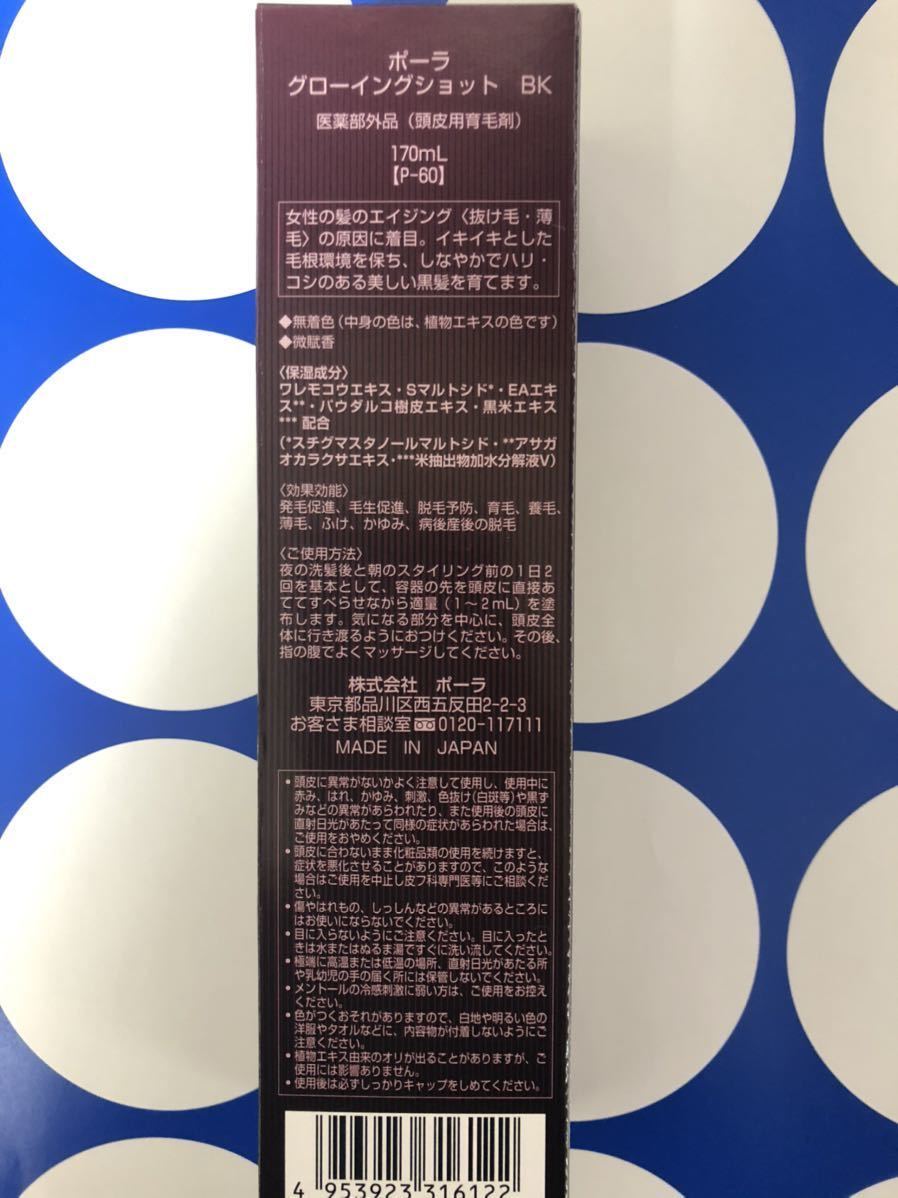 ポーラ
グローイングショット BK
医薬部外品（頭皮用育毛剤）
170mL
【P-60】
女性の髪のエイジング〈抜け毛・薄
毛〉の原因に着目。イキイキとした
毛根環境を保ち、しなやかでハリ・
コシのある美しい黒髪を育てます。
◆無着色（中身の色は、植物エキスの色です）
◆微賦香
〈保湿成分〉
ワレモコウエキス・Sマルトシド*・EAエキ
ス**・パウダルコ樹皮エキス・黒米エキス
*** 配合
（*スチグマスタノールマルトシド・**アサガ
オカラクサエキス・***米抽出物加水分解液V）
〈効果効能〉
発毛促進、毛生促進、脱毛予防、育毛、養毛、
薄毛、ふけ、かゆみ、病後産後の脱毛
〈ご使用方法〉
夜の洗髪後と朝のスタイリング前の1日2
回を基本として、容器の先を頭皮に直接あ
ててすべらせながら適量（1～2mL）を塗
布します。気になる部分を中心に、頭皮全
体に行き渡るようにおつけください。その後、
指の腹でよくマッサージしてください。
株式会社 ポーラ
東京都品川区西五反田2-2-3
お客さま相談室 0120-117111
MADE IN JAPAN
• 頭皮に異常がないかよく注意して使用し、使用中に
赤み、はれ、かゆみ、刺激、色抜け（白斑等）や黒ず
みなどの異常があらわれたり、また使用後の頭皮に
直射日光があたって同様の症状があらわれた場合は、
ご使用をおやめください。
• 頭皮に合わないまま化粧品類の使用を続けますと、
症状を悪化させることがありますので、このような
場合はご使用を中止し皮フ科専門医等にご相談くだ
さい。
• 傷やはれもの、しっしんなどの異常があるところに
はお使いにならないでください。
• 目に入らないようにご注意ください。目に入ったと
きは水またはぬるま湯ですぐに洗い流してください。
• 極端に高温または低温の場所、直射日光があたる所
や乳幼児の手の届く所には保管しないでください。
• メントールの冷感刺激に弱い方は、ご使用をお控え
ください。
• 色がつくおそれがありますので、白地や明るい色の
洋服やタオルなどに、内容物が付着しないようにご
注意ください。
• 植物エキス由来のオリが出ることがありますが、ご
使用には影響ありません。
• 使用後は必ずしっかりキャップをしめてください。
4 953923 316122